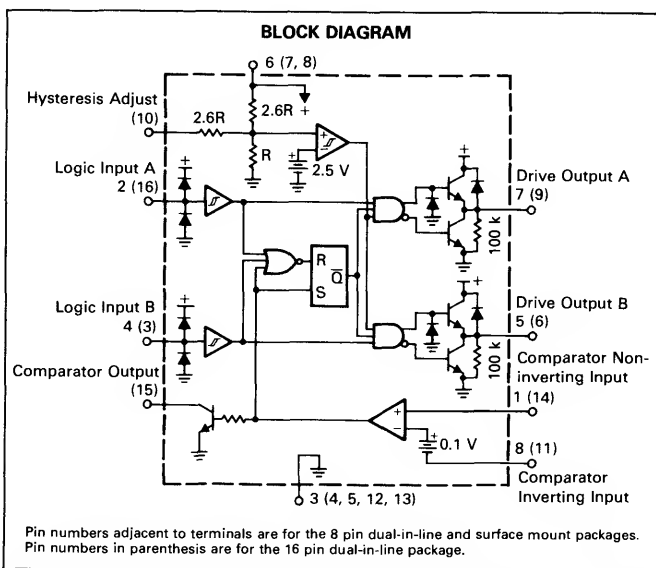 BLOCK DIAGRAM
6 (7, 8)
Hysteresis Adjust
(10)
2.6R
2.6R
+
R
+
-
+
2.5 V
Logic Input A
2 (16)
+
+
Drive Output A
7 (9)
100 k
R
Q
S
Logic Input B
4 (3)
+
+
Drive Output B
5 (6)
100 k
Comparator Non-
inverting Input
1 (14)
Comparator Output
(15)
+
-
+
0.1 V
8 (11)
Comparator
Inverting Input
3 (4, 5, 12, 13)
Pin numbers adjacent to terminals are for the 8 pin dual-in-line and surface mount packages.
Pin numbers in parenthesis are for the 16 pin dual-in-line package.